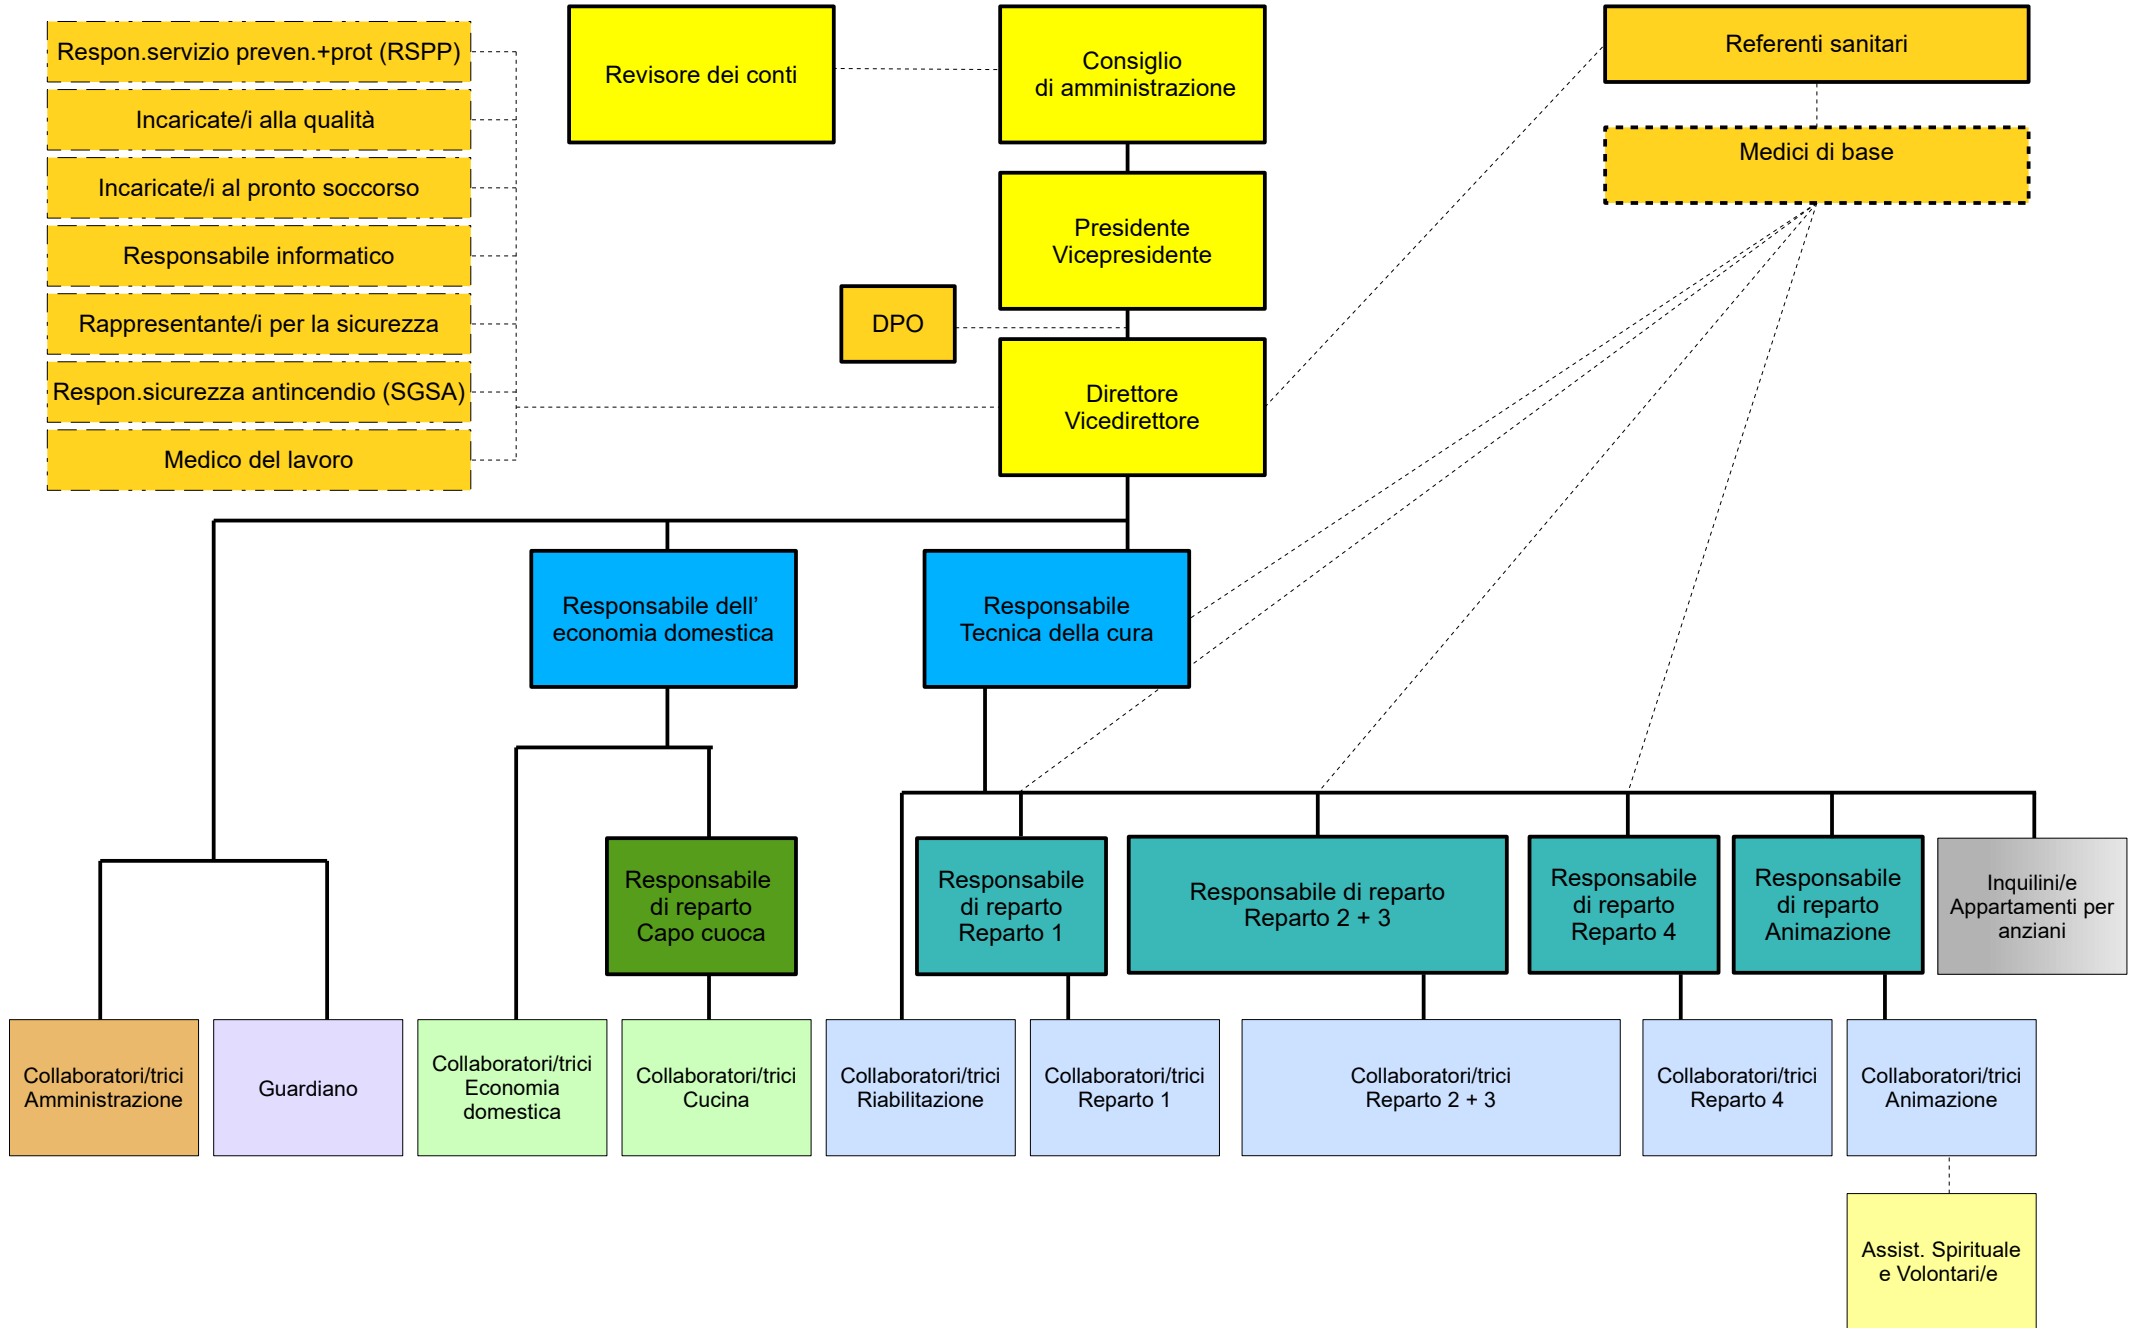 Respon.servizio preven.+prot (RSPP)
Incaricate/i alla qualità
Incaricate/i al pronto soccorso
Responsabile informatico
Rappresentante/i per la sicurezza
Respon.sicurezza antincendio (SGSA)
Medico del lavoro
Revisore dei conti
Consiglio
di amministrazione
Referenti sanitari
Medici di base
Presidente
Vicepresidente
DPO
Direttore
Vicedirettore
Responsabile dell’
economia domestica
Responsabile
Tecnica della cura
Responsabile
di reparto
Capo cuoca
Responsabile
di reparto
Reparto 1
Responsabile di reparto
Reparto 2 + 3
Responsabile
di reparto
Reparto 4
Responsabile
di reparto
Animazione
Inquilini/e
Appartamenti per
anziani
Collaboratori/trici
Amministrazione
Guardiano
Collaboratori/trici
Economia
domestica
Collaboratori/trici
Cucina
Collaboratori/trici
Riabilitazione
Collaboratori/trici
Reparto 1
Collaboratori/trici
Reparto 2 + 3
Collaboratori/trici
Reparto 4
Collaboratori/trici
Animazione
Assist. Spirituale
e Volontari/e